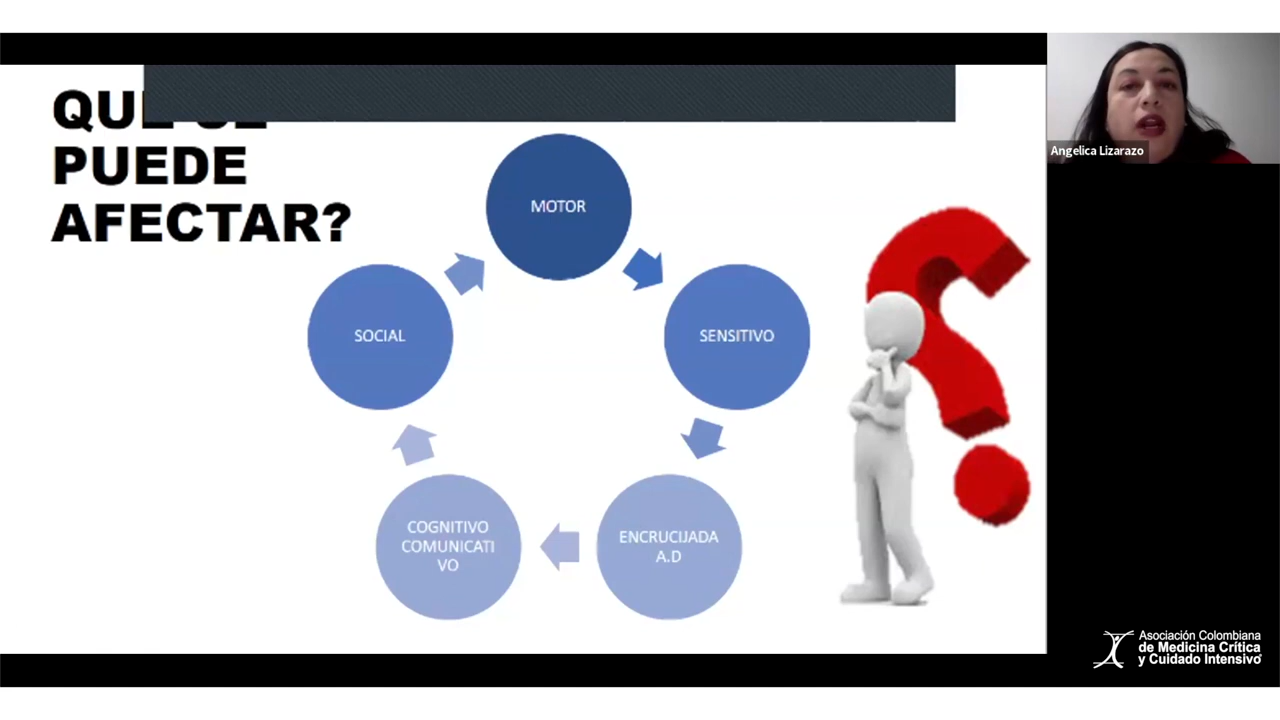 QUE SE
PUEDE
AFECTAR?
MOTOR
SENSITIVO
ENCRUCIJADA
A.D
COGNITIVO
COMUNICATI
VO
SOCIAL
Angelica Lizarazo
Asociación Colombiana
de Medicina Crítica
y Cuidado Intensivo